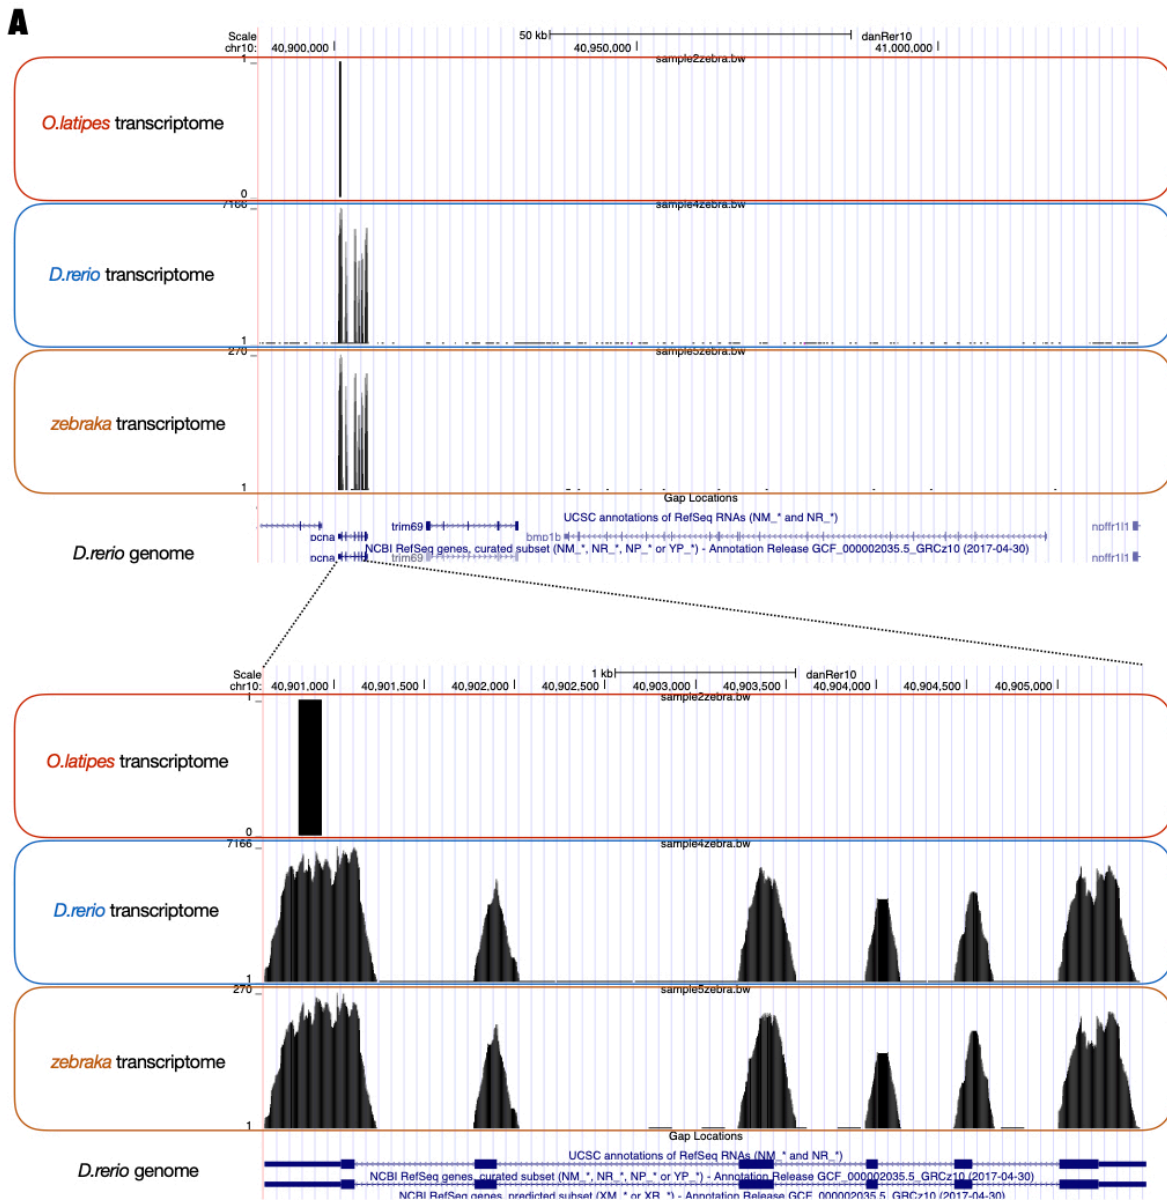 A
Scale 50 kb danRer10
chr10: 40,900,000 40,950,000 41,000,000
1 sample2zebra.bw
O.latipes transcriptome
0
7166 sample4zebra.bw
D.rerio transcriptome
1
270 sample5zebra.bw
zebraka transcriptome
1
Gap Locations
UCSC annotations of RefSeq RNAs (NM_* and NR_*)
trim69 npffr1l1
pcna bmp1b
D.rerio genome
NCBI RefSeq genes, curated subset (NM_*, NR_*, NP_* or YP_*) - Annotation Release GCF_000002035.5_GRCz10 (2017-04-30)
pcna trim69 npffr1l1
Scale 1 kb danRer10
chr10: 40,901,000 40,901,500 40,902,000 40,902,500 40,903,000 40,903,500 40,904,000 40,904,500 40,905,000
1 sample2zebra.bw
O.latipes transcriptome
0
7166 sample4zebra.bw
D.rerio transcriptome
1
270 sample5zebra.bw
zebraka transcriptome
1
Gap Locations
UCSC annotations of RefSeq RNAs (NM_* and NR_*)
D.rerio genome
NCBI RefSeq genes, curated subset (NM_*, NR_*, NP_* or YP_*) - Annotation Release GCF_000002035.5_GRCz10 (2017-04-30)
NCBI RefSeq genes, predicted subset (XM_* or XR_*) - Annotation Release GCF_000002035.5_GRCz10 (2017-04-30)